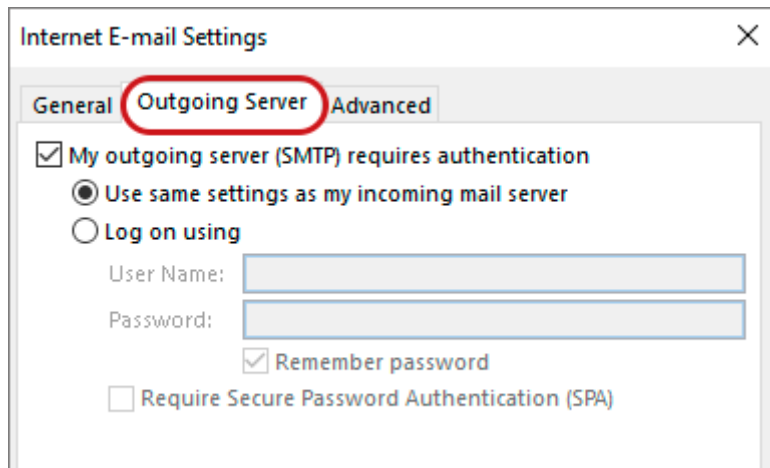 Internet E-mail Settings
General Outgoing Server Advanced
My outgoing server (SMTP) requires authentication
Use same settings as my incoming mail server
Log on using
User Name:
Password:
Remember password
Require Secure Password Authentication (SPA)